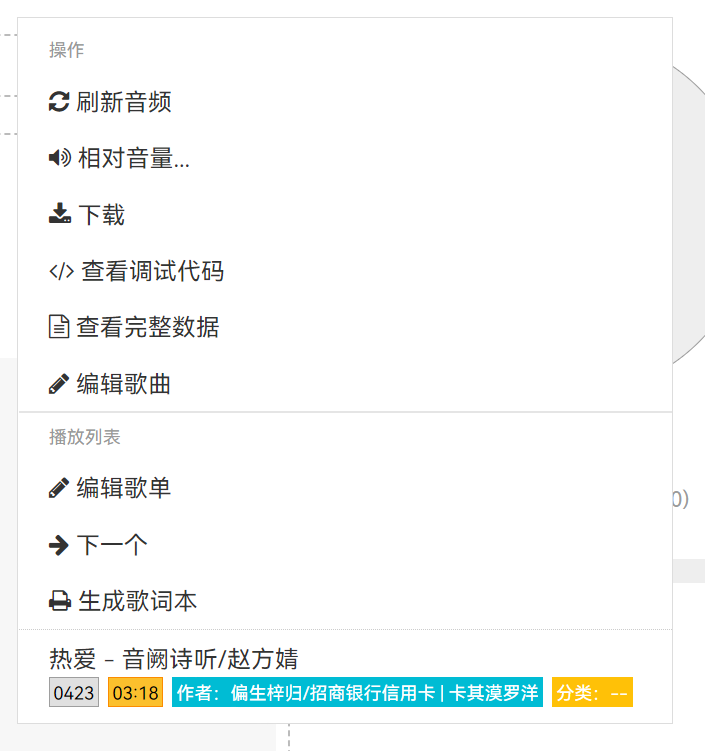 操作
刷新音频
相对音量...
下载
查看调试代码
查看完整数据
编辑歌曲
播放列表
编辑歌单
0)
下一个
生成歌词本
热爱 - 音阙诗听/赵方婧
0423 03:18 作者：偏生梓归/招商银行信用卡 | 卡其漠罗洋 分类：--